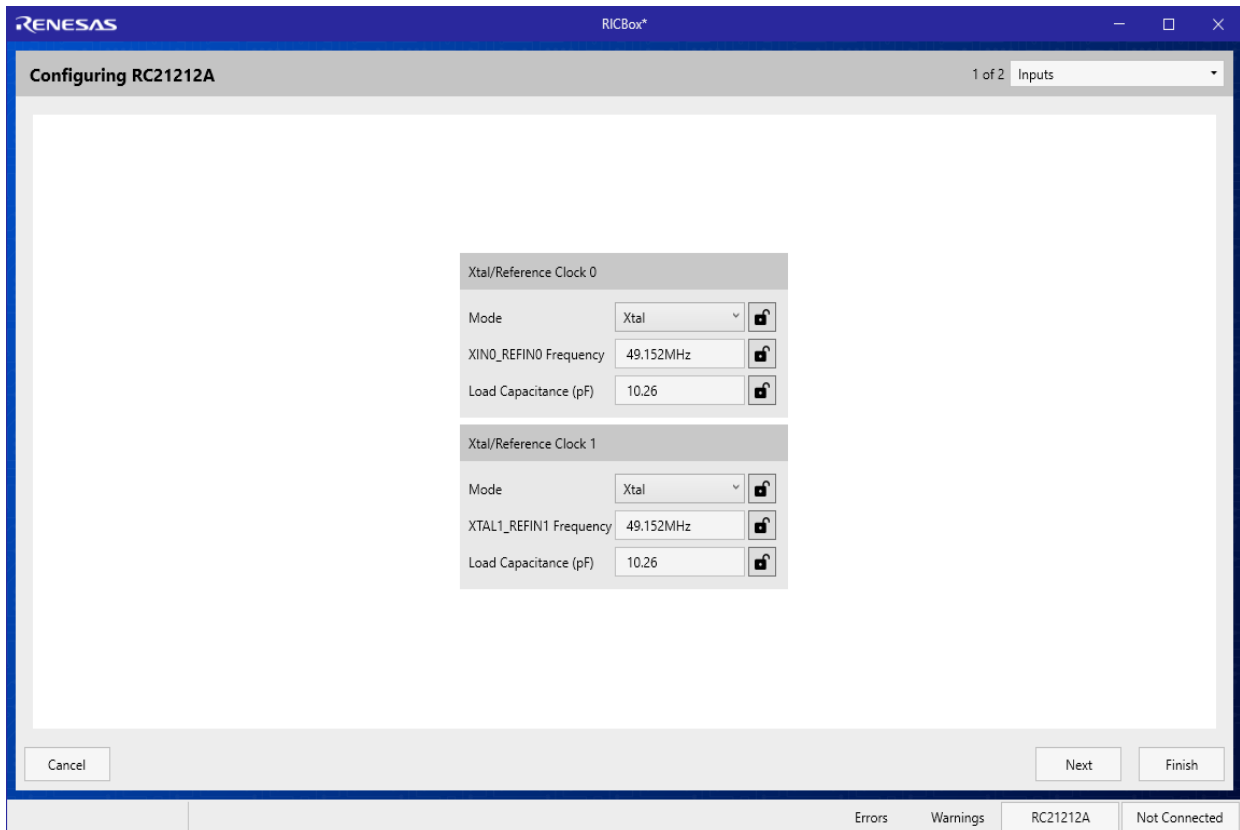 RENESAS
RICBox*
Configuring RC21212A
1 of 2 Inputs
Xtal/Reference Clock 0
Mode Xtal
XIN0_REFIN0 Frequency 49.152MHz
Load Capacitance (pF) 10.26
Xtal/Reference Clock 1
Mode Xtal
XTAL1_REFIN1 Frequency 49.152MHz
Load Capacitance (pF) 10.26
Cancel Next Finish
Errors Warnings RC21212A Not Connected